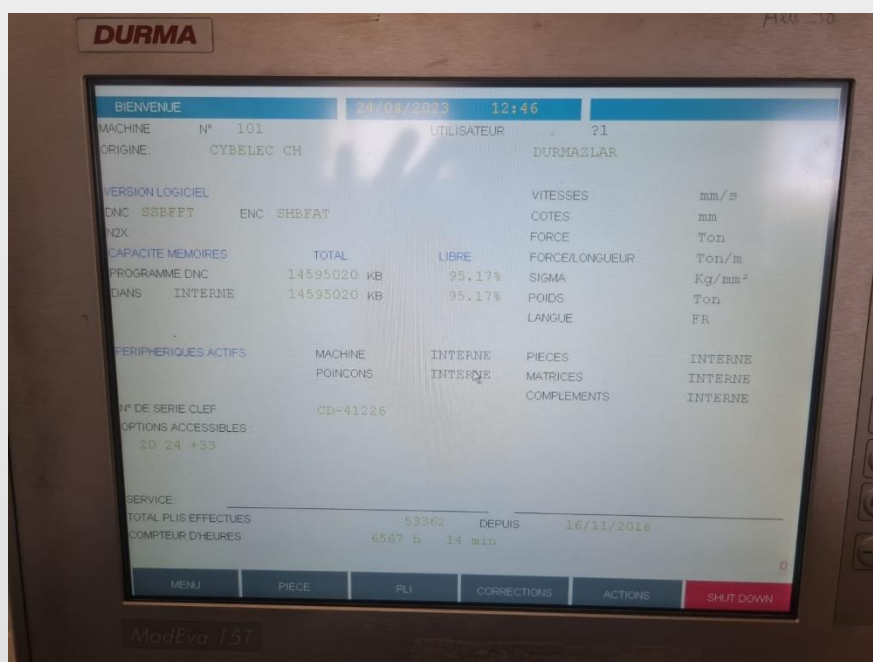 DURMA
BIENVENUE 24/04/2023 12:46
MACHINE N° 101 UTILISATEUR . ?1
ORIGINE: CYBELEC CH DURMAZLAR
VERSION LOGICIEL VITESSES mm/s
DNC SSBFFT ENC SHBFAT COTES mm
N2X FORCE Ton
CAPACITE MEMOIRES TOTAL LIBRE FORCE/LONGUEUR Ton/m
PROGRAMME DNC 14595020 KB 95.17% SIGMA Kg/mm²
DANS INTERNE 14595020 KB 95.17% POIDS Ton
LANGUE FR
PERIPHERIQUES ACTIFS MACHINE INTERNE PIECES INTERNE
POINCONS INTERNE MATRICES INTERNE
COMPLEMENTS INTERNE
N° DE SERIE CLEF CD-41226
OPTIONS ACCESSIBLES :
20 24 +33
SERVICE:
TOTAL PLIS EFFECTUES 53362 DEPUIS 16/11/2016
COMPTEUR D'HEURES 6567 h 14 min
0
MENU PIECE PLI CORRECTIONS ACTIONS SHUT DOWN
ModEva 15T